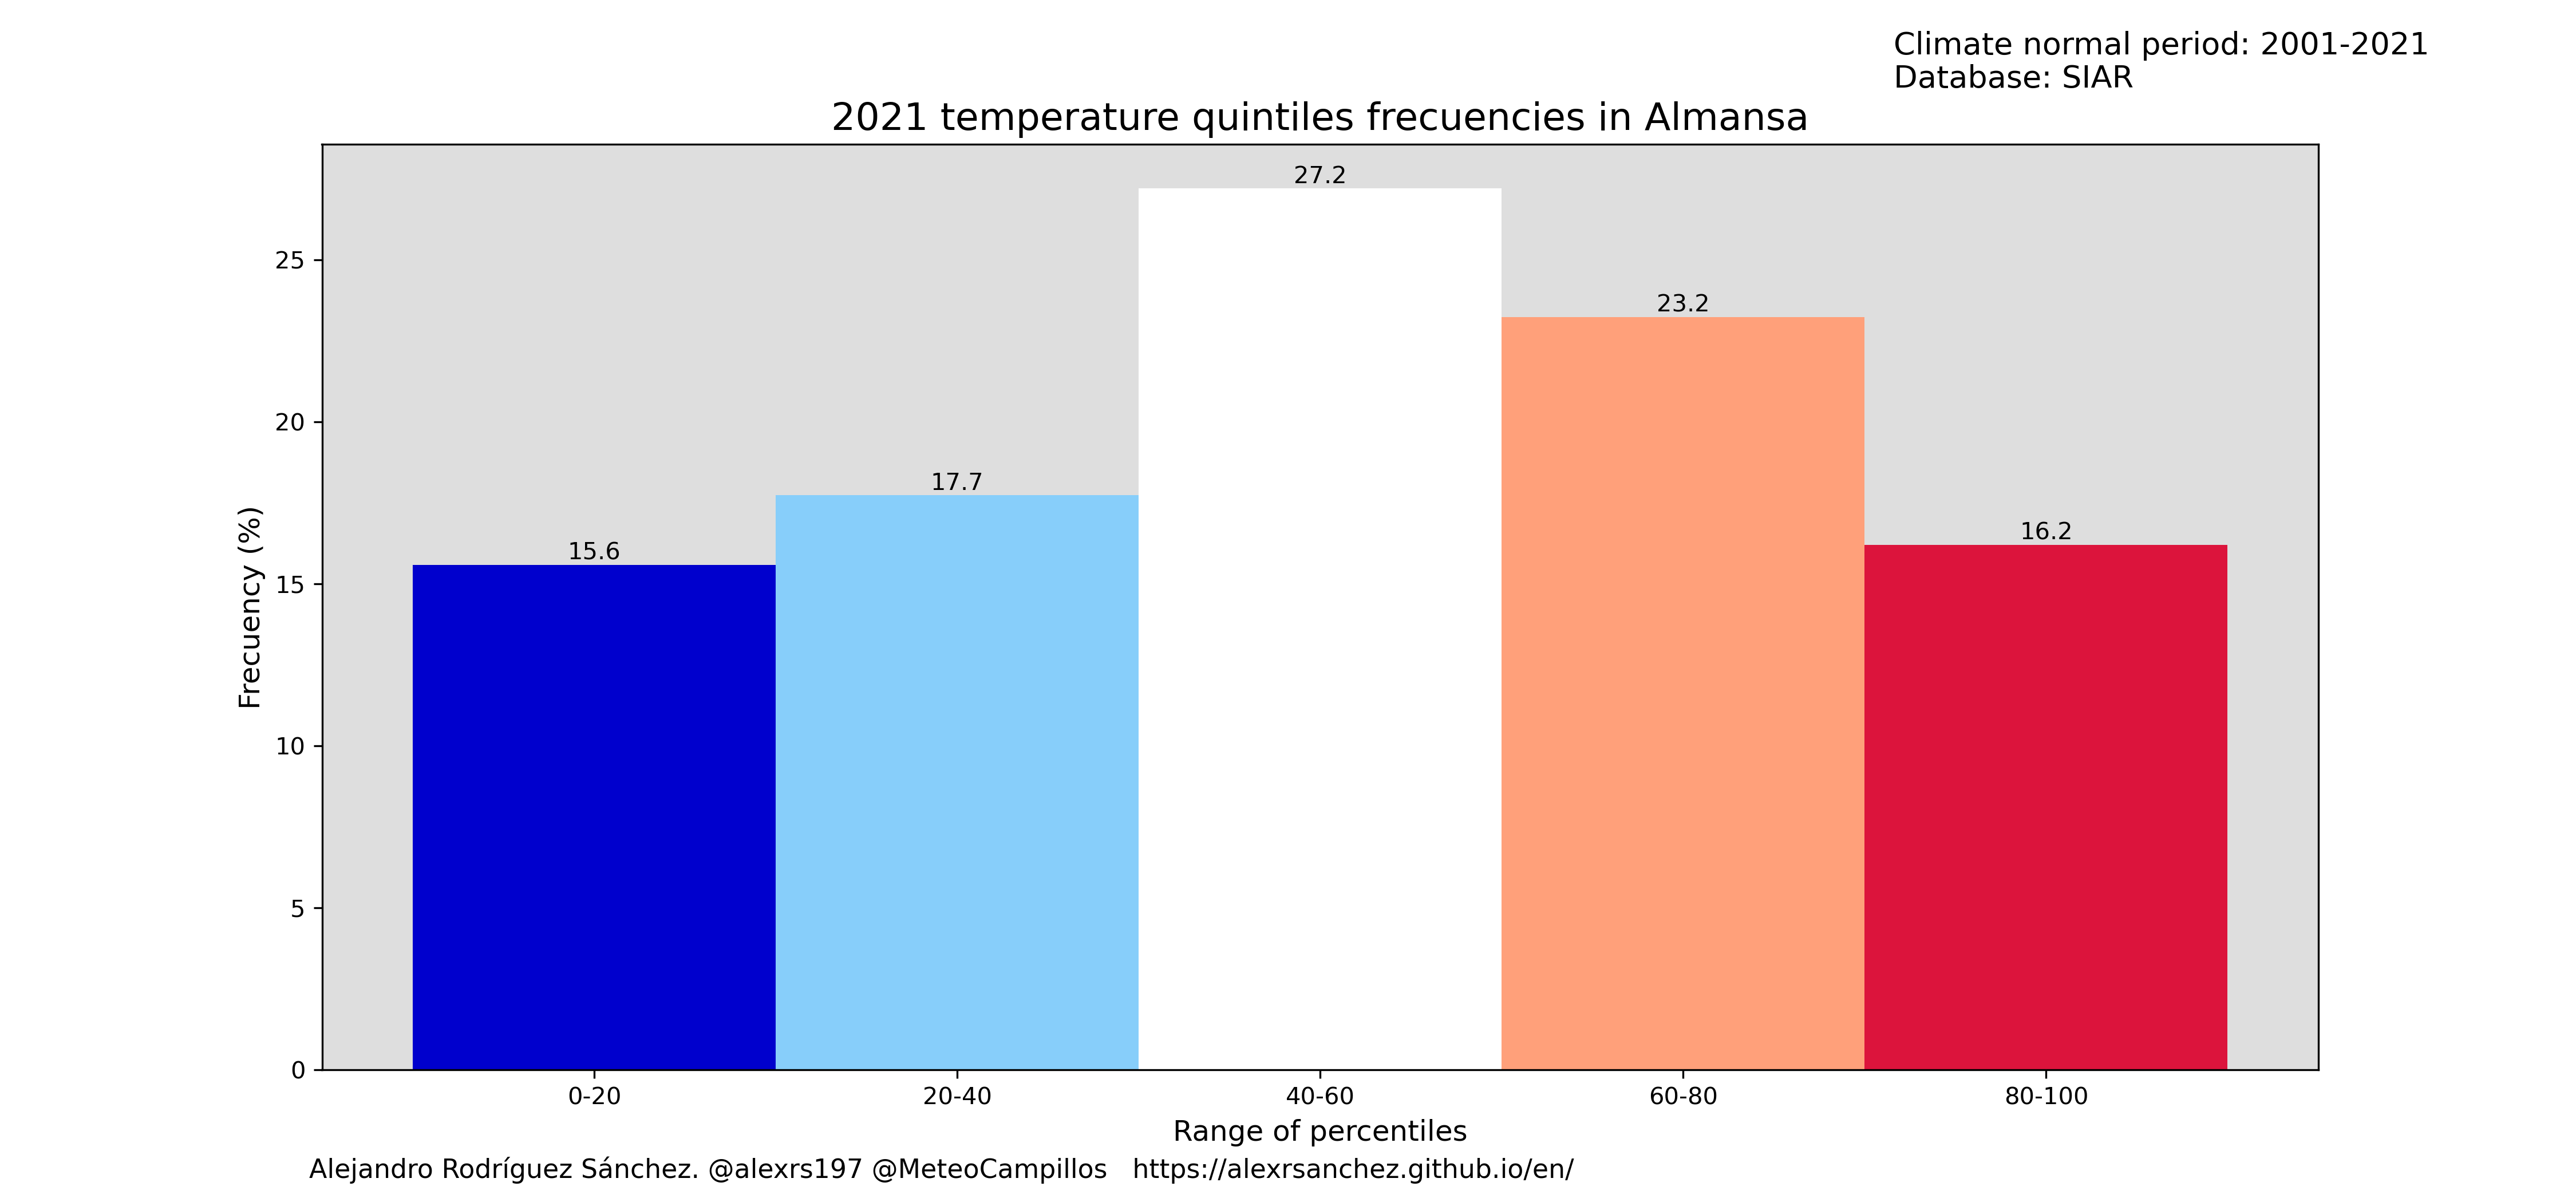 Climate normal period: 2001-2021
Database: SIAR
2021 temperature quintiles frecuencies in Almansa
27.2
25
23.2
20
17.7
16.2
15.6
15
10
5
0
Frecuency (%)
0-20 20-40 40-60 60-80 80-100
Range of percentiles
Alejandro Rodríguez Sánchez. @alexrs197 @MeteoCampillos https://alexrsanchez.github.io/en/